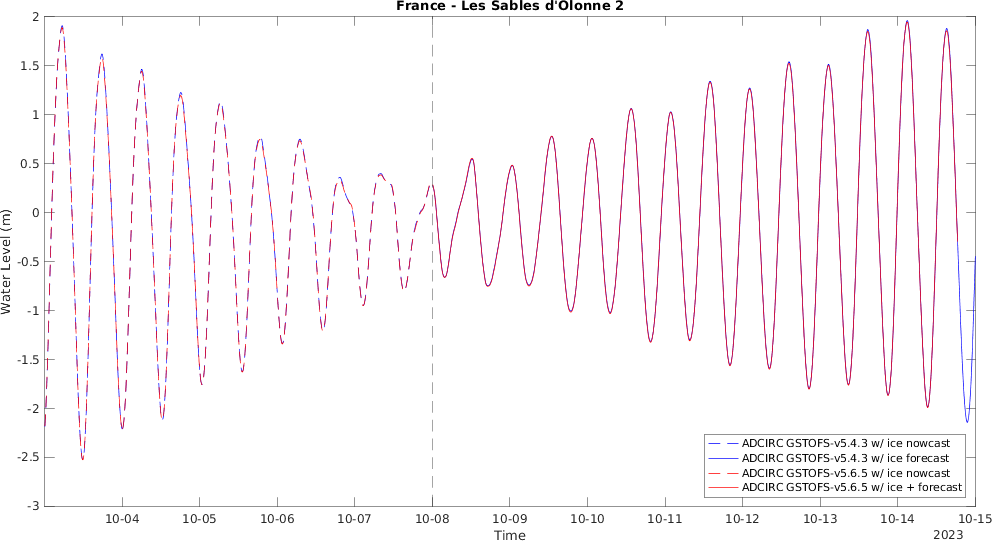 France - Les Sables d'Olonne 2
Water Level (m)
2
1.5
1
0.5
0
-0.5
-1
-1.5
-2
-2.5
-3
ADCIRC GSTOFS-v5.4.3 w/ ice nowcast
ADCIRC GSTOFS-v5.4.3 w/ ice forecast
ADCIRC GSTOFS-v5.6.5 w/ ice nowcast
ADCIRC GSTOFS-v5.6.5 w/ ice + forecast
10-04 10-05 10-06 10-07 10-08 10-09 10-10 10-11 10-12 10-13 10-14 10-15
Time
2023